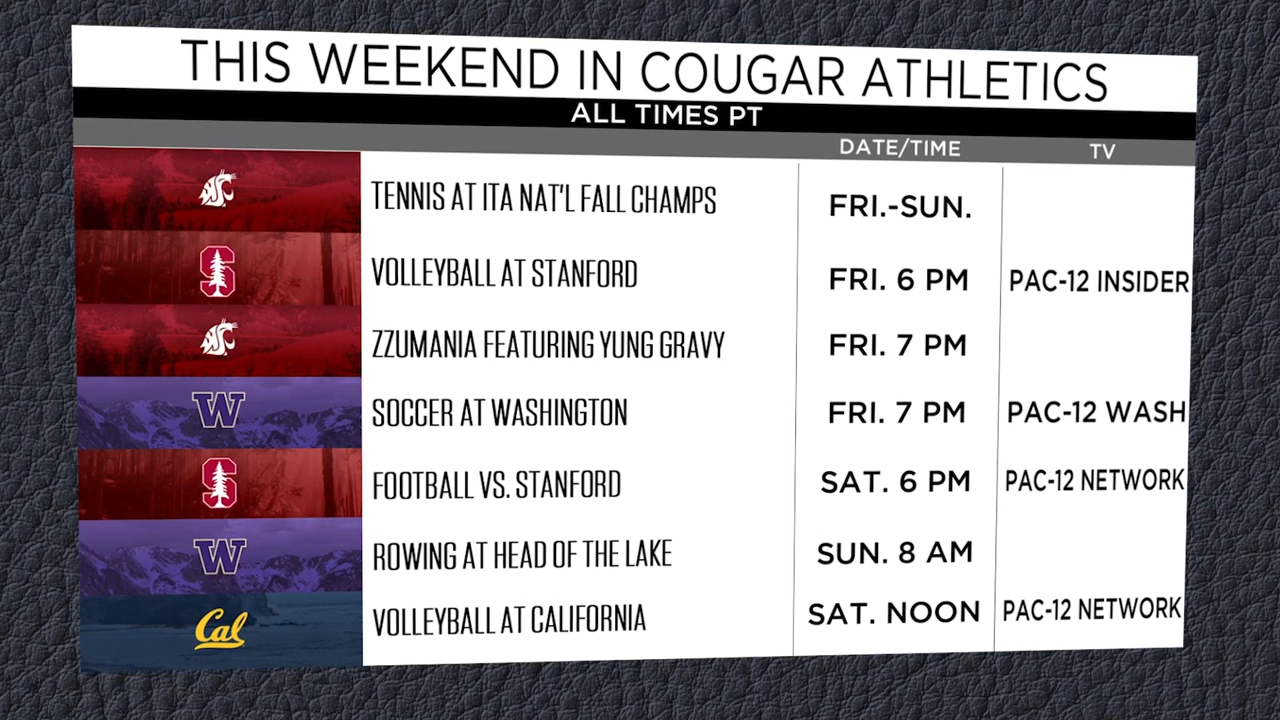 THIS WEEKEND IN COUGAR ATHLETICS
ALL TIMES PT
DATE/TIME TV
TENNIS AT ITA NAT'L FALL CHAMPS FRI.-SUN.
S VOLLEYBALL AT STANFORD FRI. 6 PM PAC-12 INSIDER
ZZUMANIA FEATURING YUNG GRAVY FRI. 7 PM
W SOCCER AT WASHINGTON FRI. 7 PM PAC-12 WASH
S FOOTBALL VS. STANFORD SAT. 6 PM PAC-12 NETWORK
W ROWING AT HEAD OF THE LAKE SUN. 8 AM
Cal VOLLEYBALL AT CALIFORNIA SAT. NOON PAC-12 NETWORK